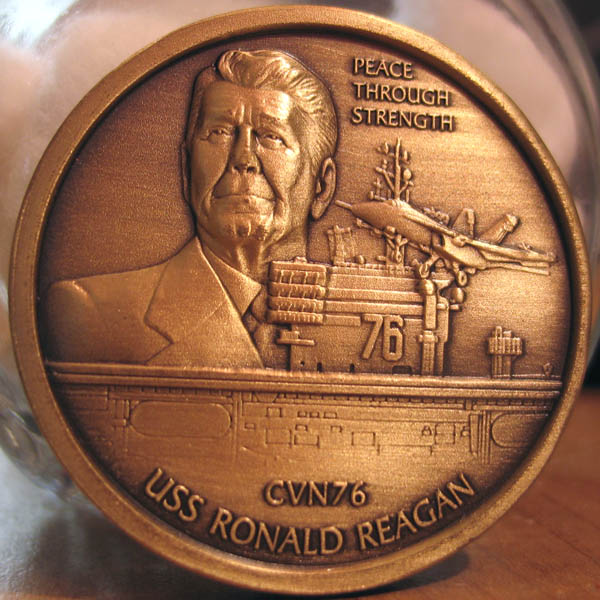 PEACE
THROUGH
STRENGTH
76
CVN76
USS RONALD REAGAN